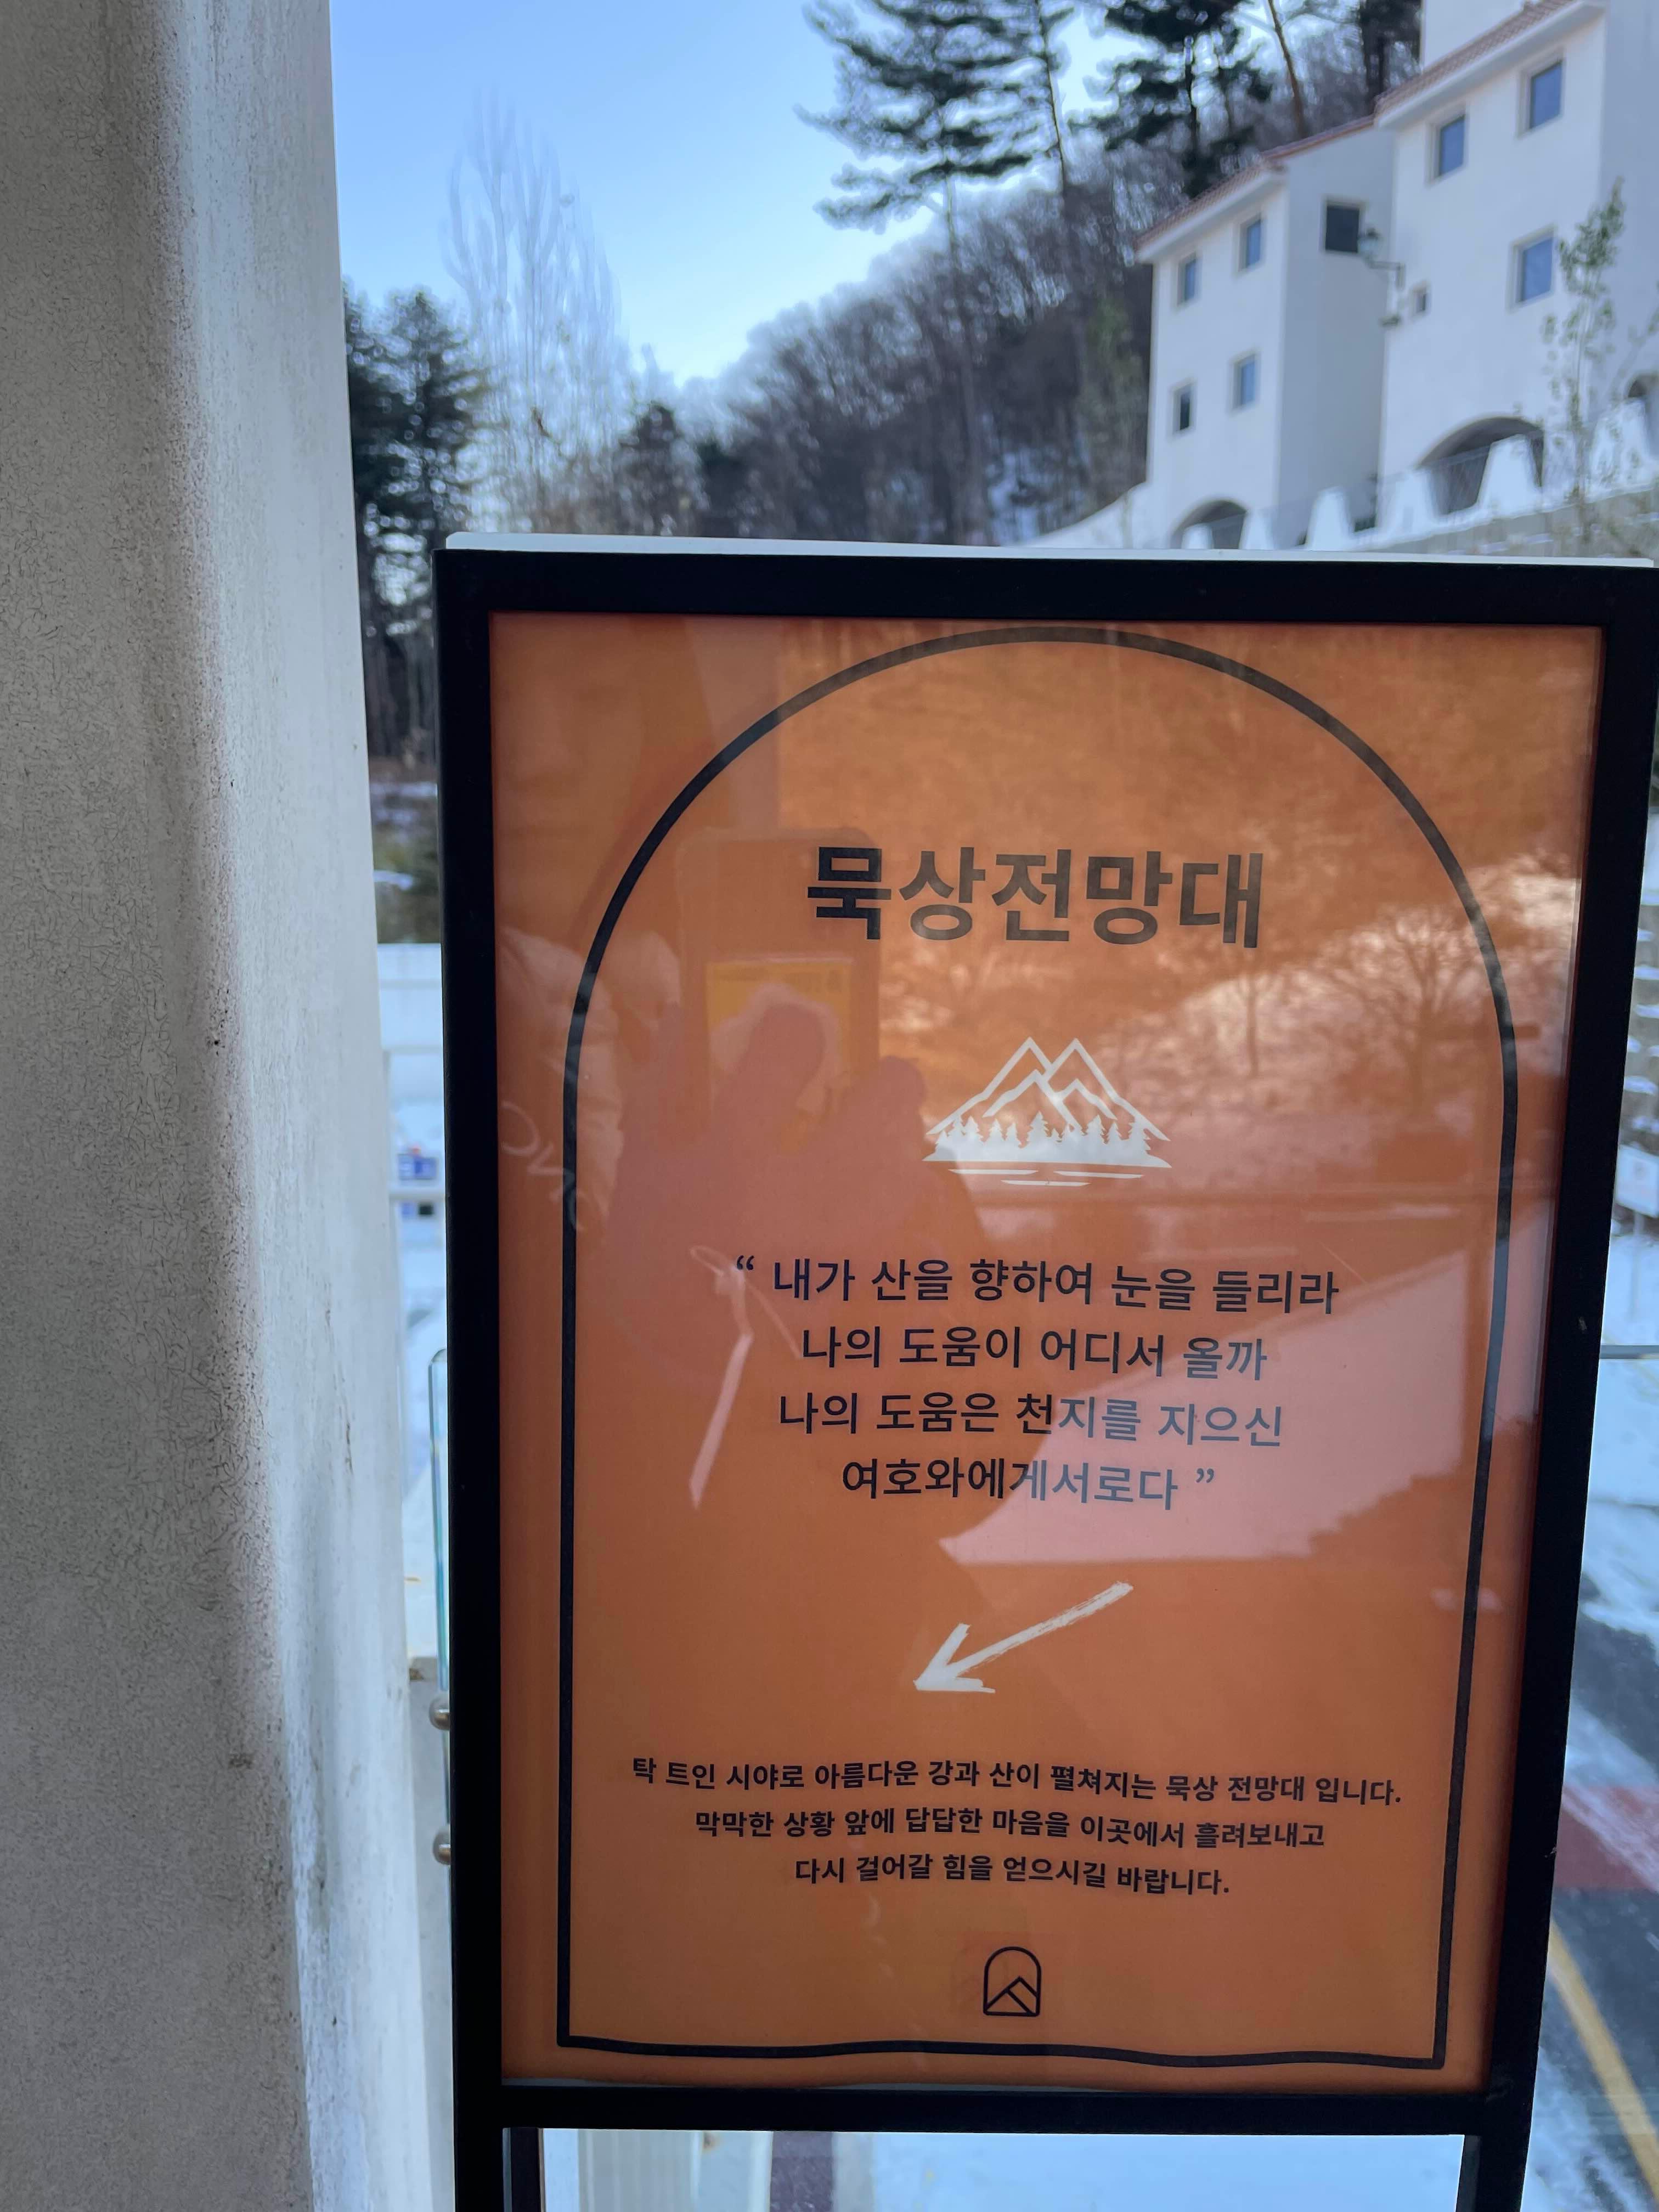 묵상전망대
“ 내가 산을 향하여 눈을 들리라
나의 도움이 어디서 올까
나의 도움은 천지를 지으신
여호와에게서로다 ”
탁 트인 시야로 아름다운 강과 산이 펼쳐지는 묵상 전망대 입니다.
막막한 상황 앞에 답답한 마음을 이곳에서 흘려보내고
다시 걸어갈 힘을 얻으시길 바랍니다.